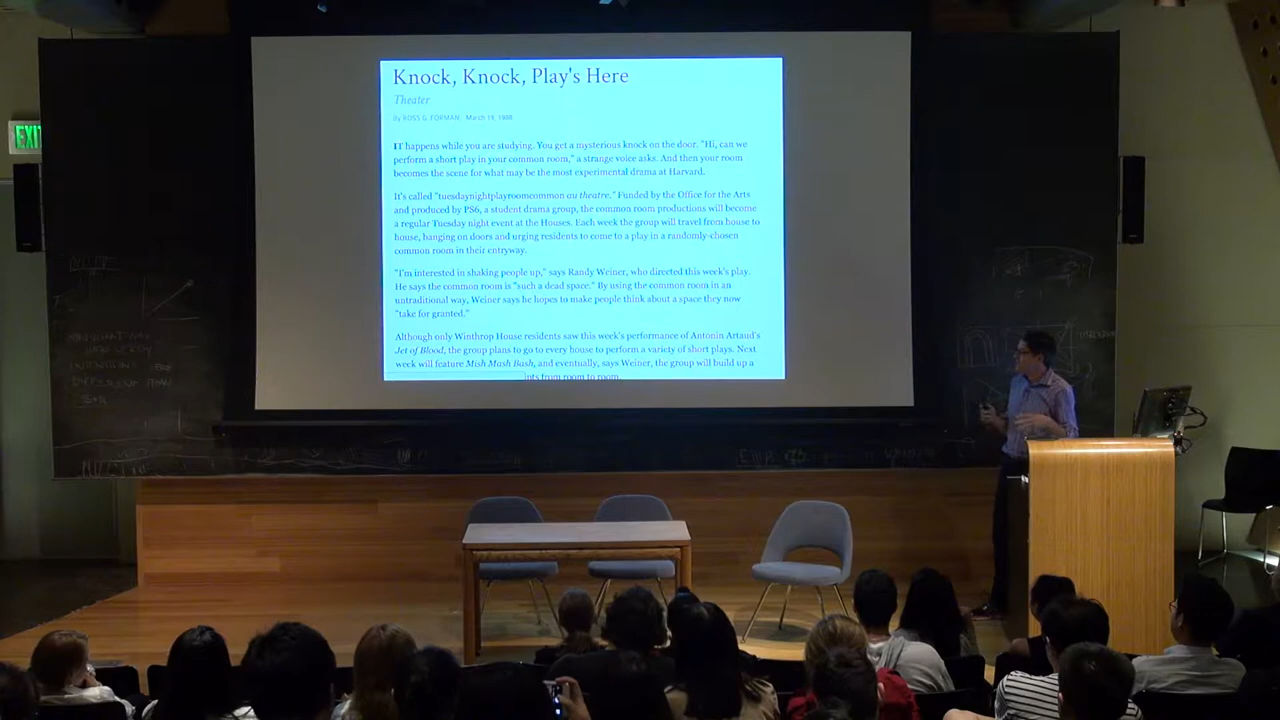 EXIT
Knock, Knock, Play's Here
Theater
By ROSS G. FORMAN, March 19, 1988
IT happens while you are studying. You get a mysterious knock on the door. "Hi, can we
perform a short play in your common room," a strange voice asks. And then your room
becomes the scene for what may be the most experimental drama at Harvard.
It's called "tuesdaynightplayroomcommon au theatre." Funded by the Office for the Arts
and produced by PS6, a student drama group, the common room productions will become
a regular Tuesday night event at the Houses. Each week the group will travel from house to
house, banging on doors and urging residents to come to a play in a randomly-chosen
common room in their entryway.
"I'm interested in shaking people up," says Randy Weiner, who directed this week's play.
He says the common room is "such a dead space." By using the common room in an
untraditional way, Weiner says he hopes to make people think about a space they now
"take for granted."
Although only Winthrop House residents saw this week's performance of Antonin Artaud's
Jet of Blood, the group plans to go to every house to perform a variety of short plays. Next
week will feature Mish Mash Bash, and eventually, says Weiner, the group will build up a
from room to room.